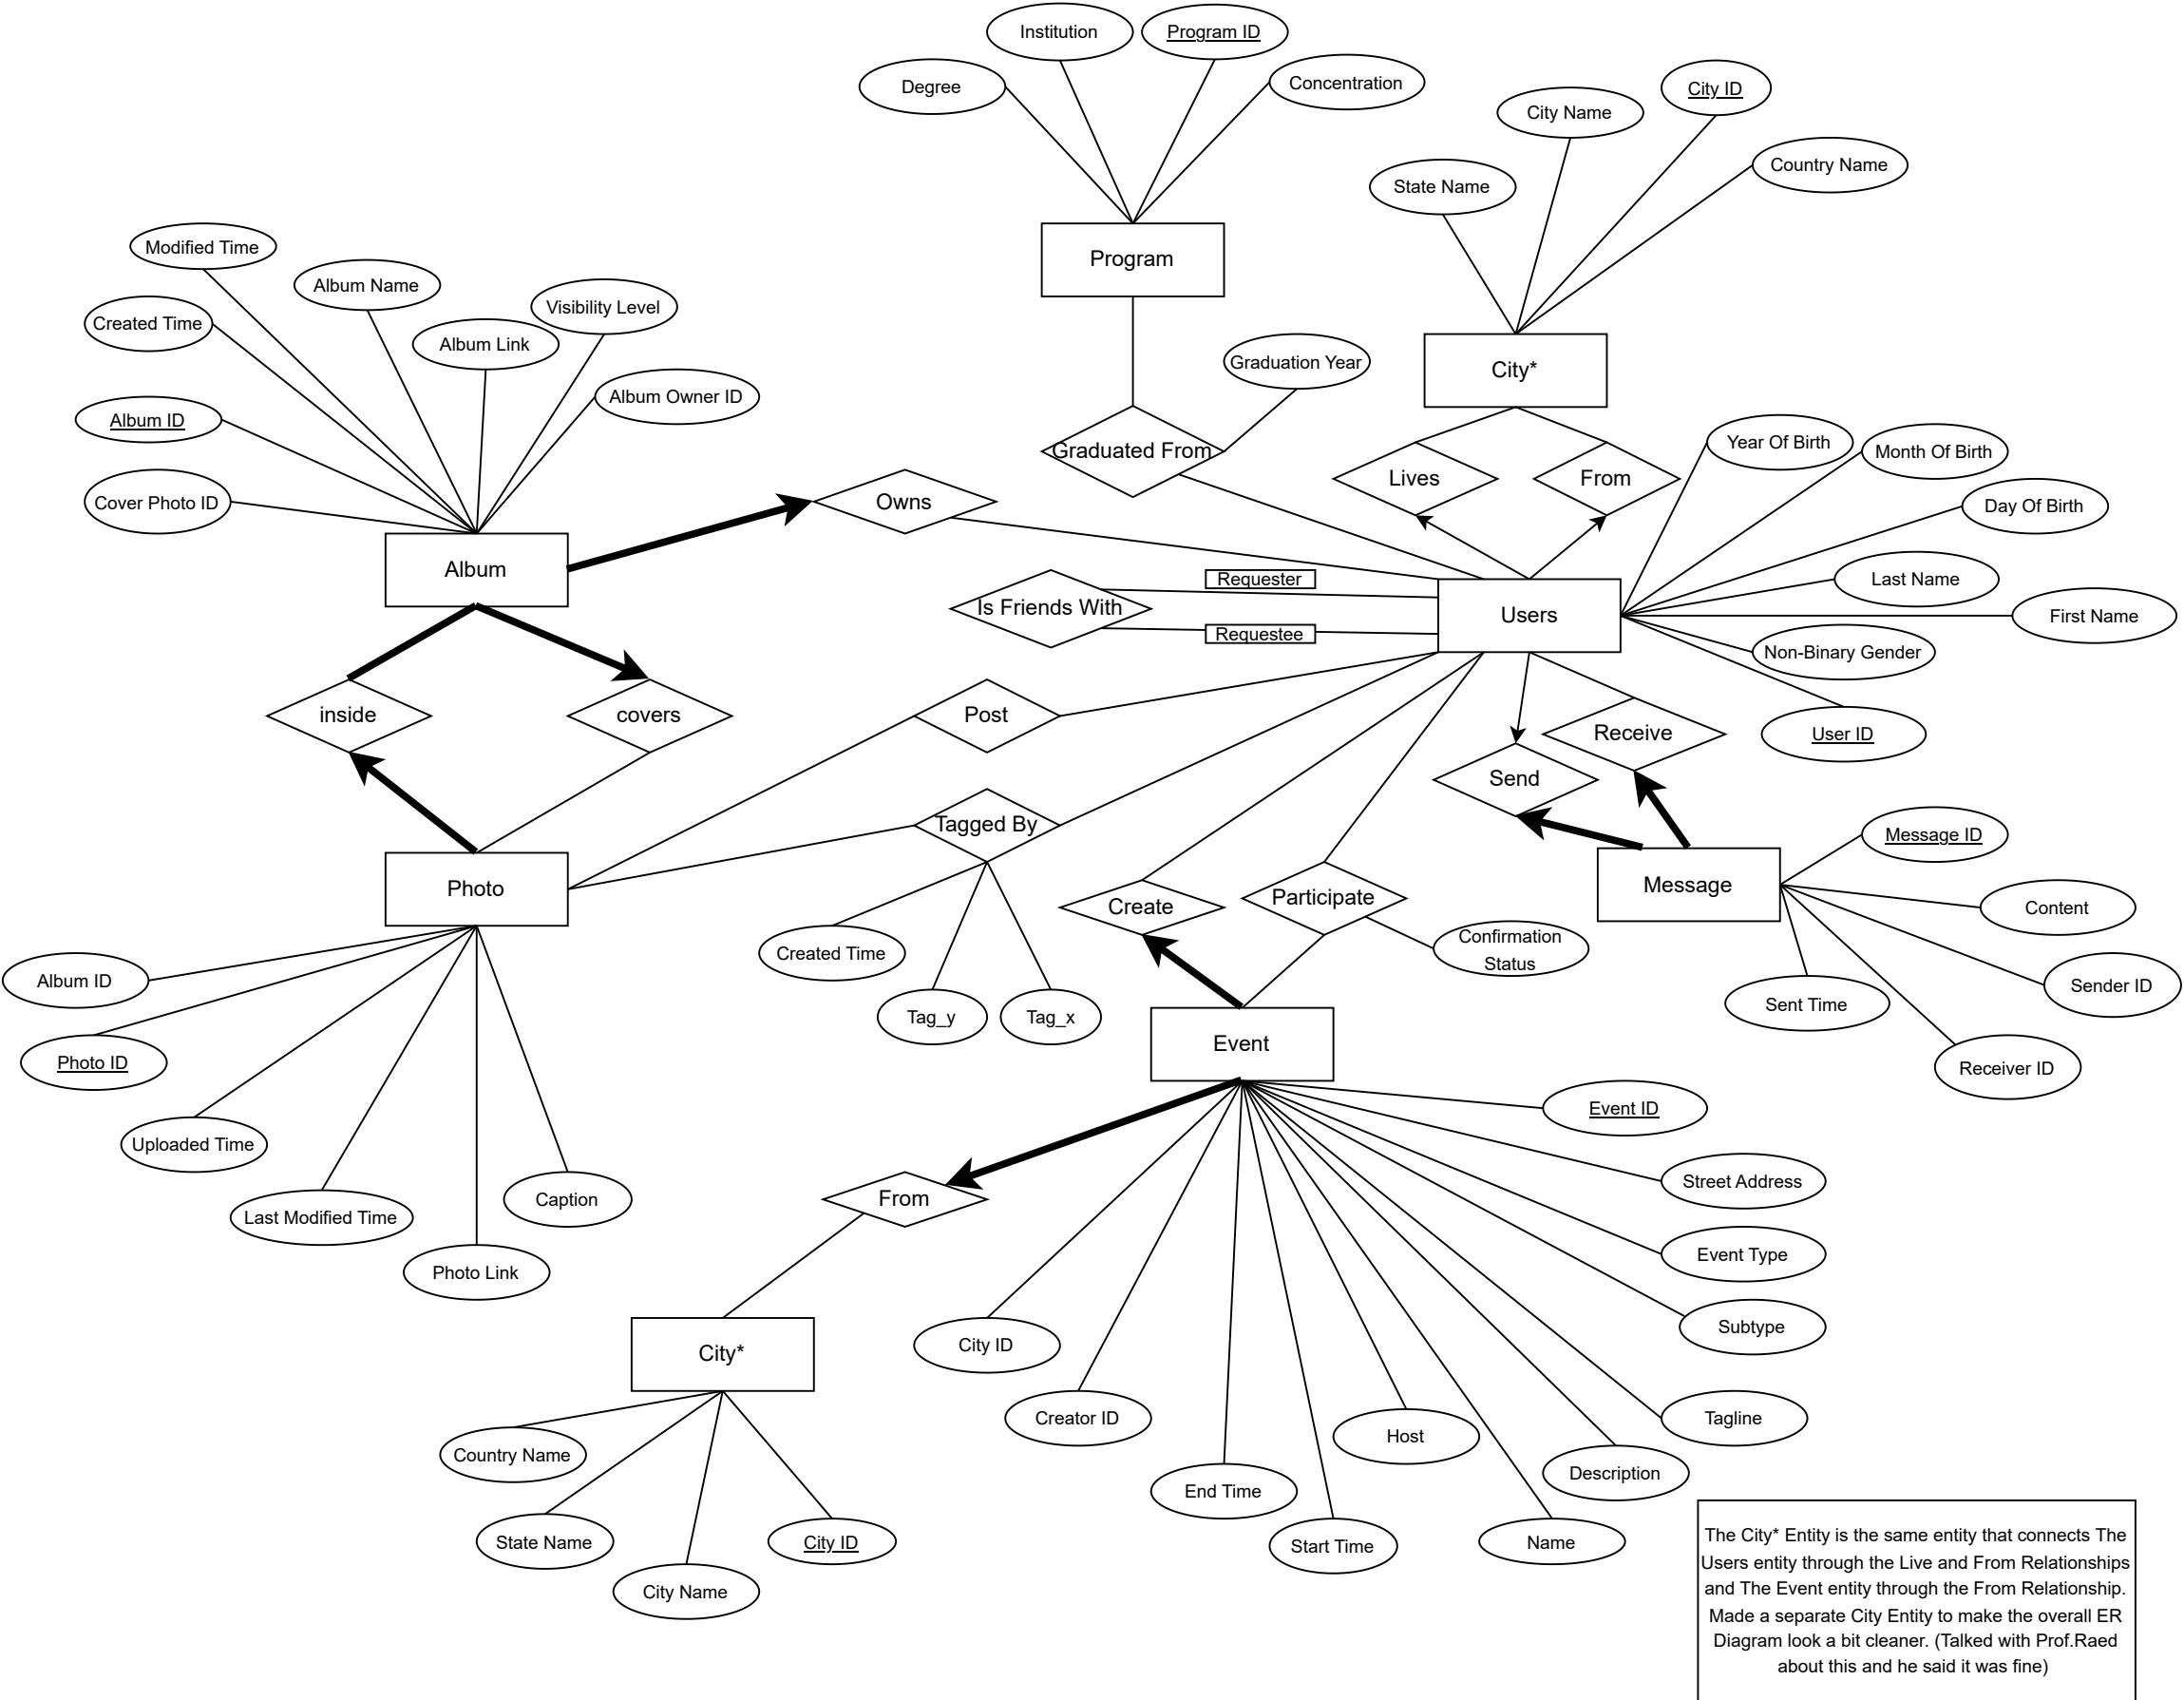 Institution
Program ID
Degree
Concentration
City ID
City Name
Country Name
State Name
Modified Time
Program
Album Name
Visibility Level
Created Time
Album Link
Graduation Year
City*
Album Owner ID
Album ID
Year Of Birth
Month Of Birth
Graduated From
Lives
From
Cover Photo ID
Owns
Day Of Birth
Album
Requester
Last Name
Is Friends With
Users
First Name
Requestee
Non-Binary Gender
inside
covers
Post
Receive
User ID
Send
Tagged By
Message ID
Photo
Message
Participate
Create
Content
Confirmation
Status
Created Time
Album ID
Sender ID
Tag_y
Tag_x
Sent Time
Event
Photo ID
Receiver ID
Event ID
Uploaded Time
Street Address
From
Caption
Last Modified Time
Event Type
Photo Link
Subtype
City*
City ID
Creator ID
Tagline
Host
Country Name
Description
End Time
State Name
City ID
Start Time
Name
City Name
The City* Entity is the same entity that connects The
Users entity through the Live and From Relationships
and The Event entity through the From Relationship.
Made a separate City Entity to make the overall ER
Diagram look a bit cleaner. (Talked with Prof.Raed
about this and he said it was fine)